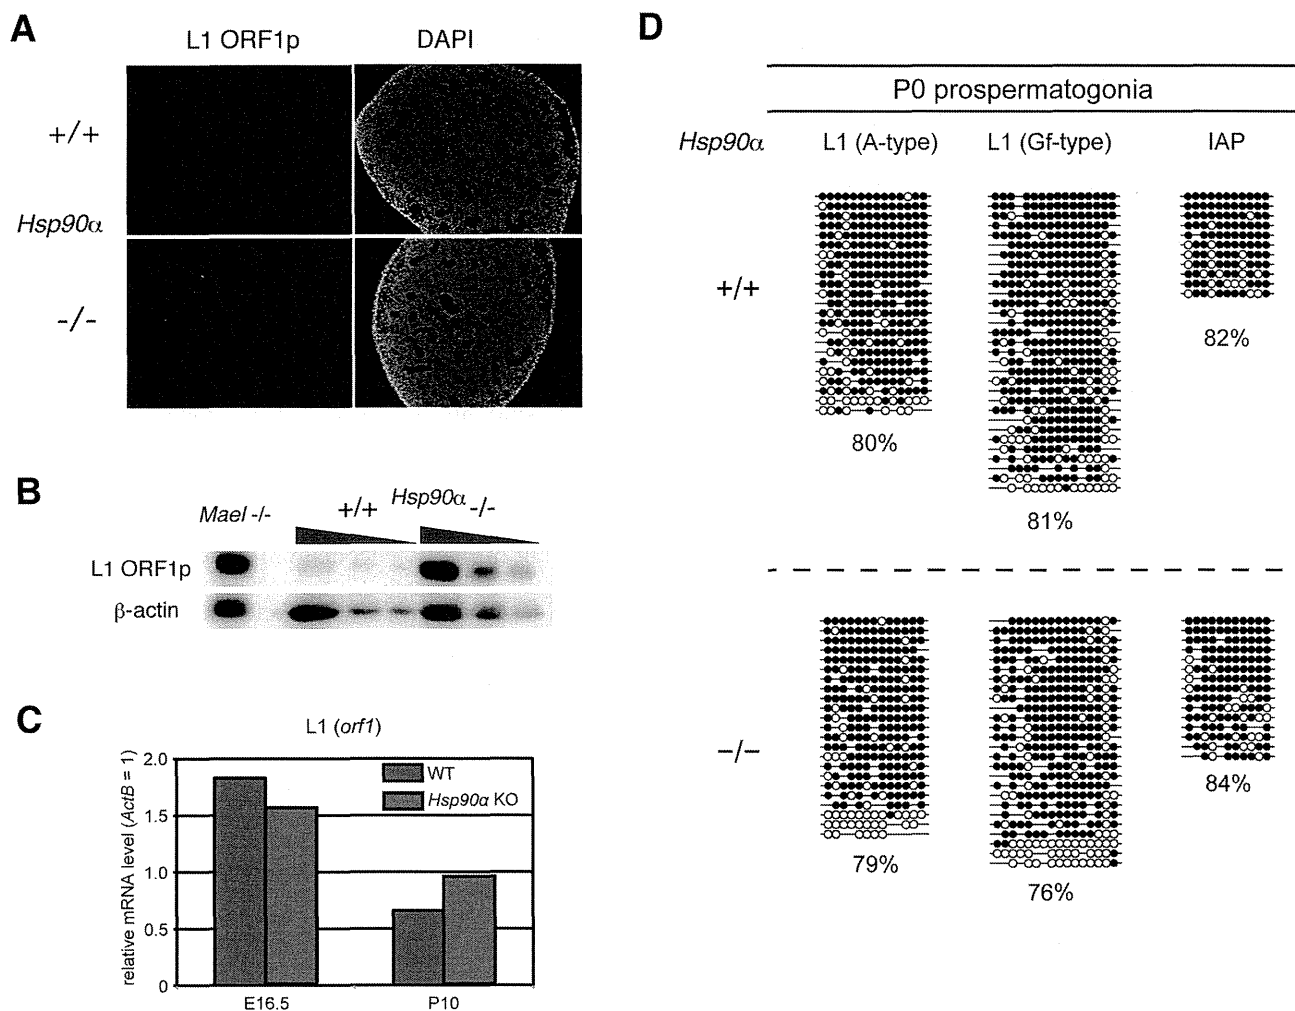 A
L1 ORF1p
DAPI
+/+
Hsp90α
-/-
B
Mael -/-
+/+
Hsp90α
-/-
L1 ORF1p
β-actin
C
L1 (orf1)
relative mRNA level (ActB = 1)
2.0
1.5
1.0
0.5
0
WT
Hsp90α KO
E16.5
P10
D
P0 prospermatogonia
Hsp90α
L1 (A-type)
L1 (Gf-type)
IAP
+/+
80%
81%
82%
−/−
79%
76%
84%